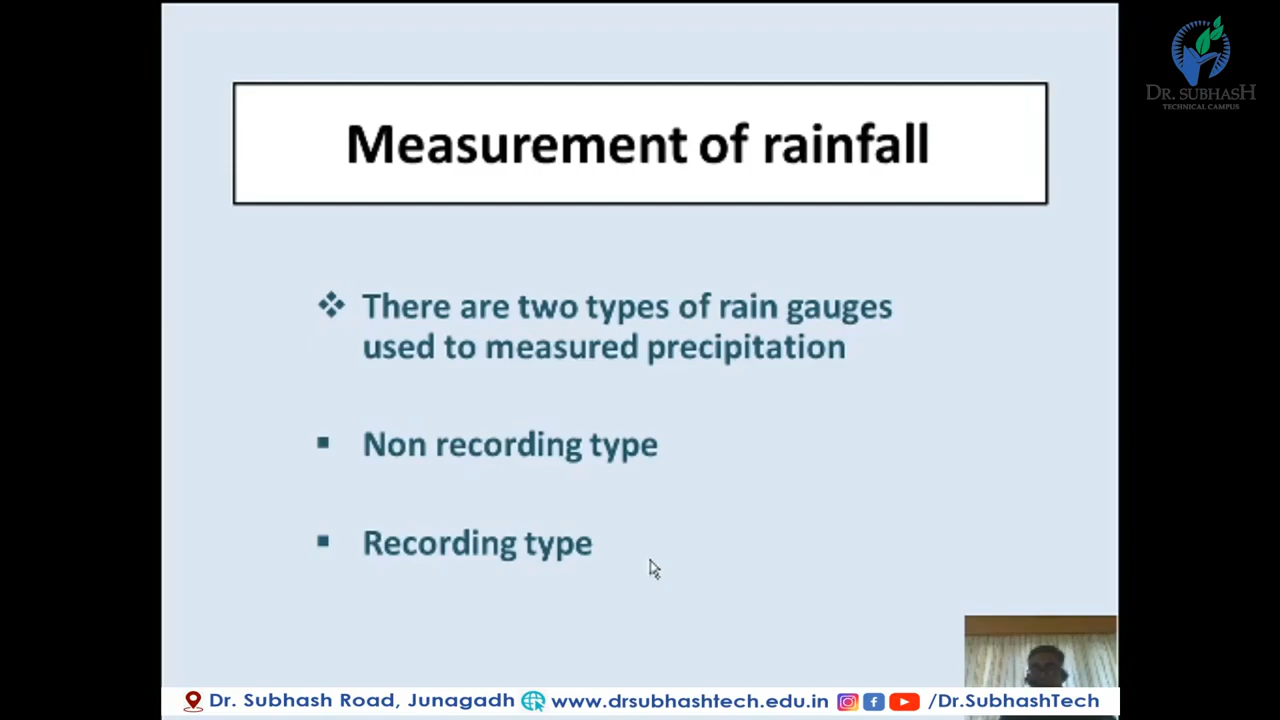 DR. SUBHASH
TECHNICAL CAMPUS
Measurement of rainfall
There are two types of rain gauges
used to measured precipitation
Non recording type
Recording type
Dr. Subhash Road, Junagadh www.drsubhashtech.edu.in /Dr.SubhashTech